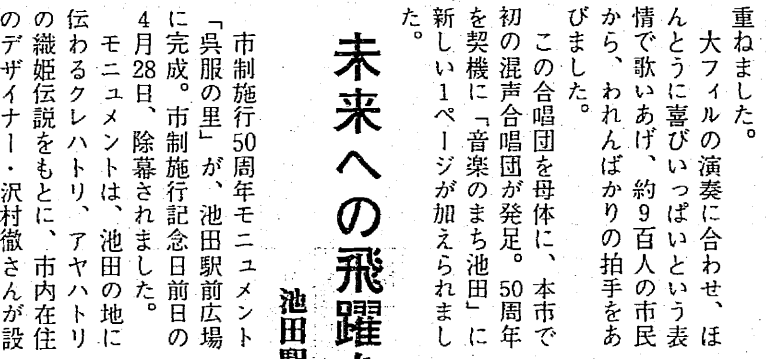 重ねました。
　大フィルの演奏に合わせ、ほ
んとうに喜びいっぱいという表
情で歌いあげ、約9百人の市民
から、われんばかりの拍手をあ
びました。
　この合唱団を母体に、本市で
初の混声合唱団が発足。50周年
を契機に「音楽のまち池田」に
新しい1ページが加えられまし
た。
未来への飛躍
池田駅
　市制施行50周年モニュメント
「呉服の里」が、池田駅前広場
に完成。市制施行記念日前日の
4月28日、除幕されました。
　モニュメントは、池田の地に
伝わるクレハトリ、アヤハトリ
の織姫伝説をもとに、市内在住
のデザイナー・沢村徹さんが設